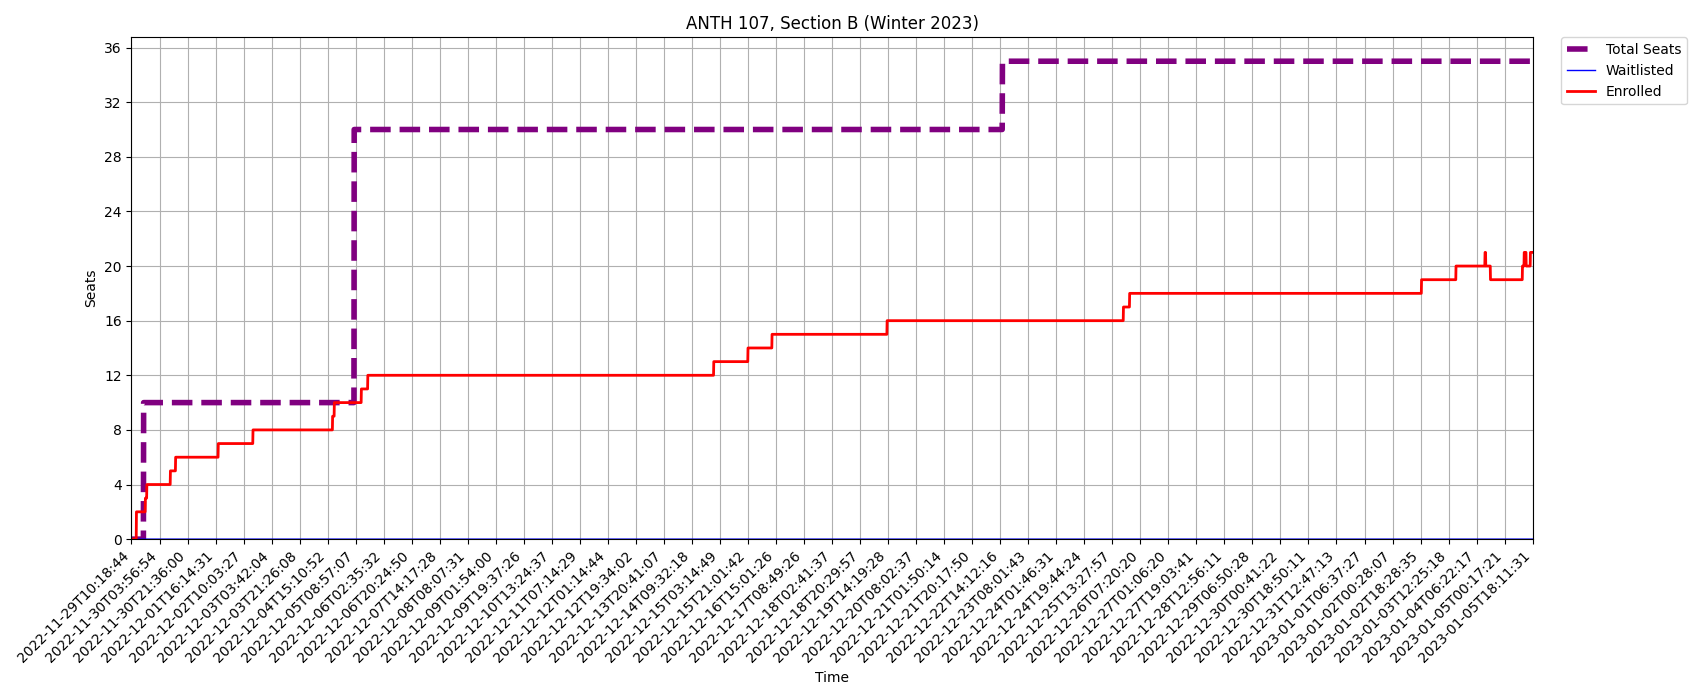 ANTH 107, Section B (Winter 2023)
Total Seats
Waitlisted
Enrolled
Seats
36
32
28
24
20
16
12
8
4
0
2022-11-29T10:18:44
2022-11-30T03:56:54
2022-11-30T21:36:00
2022-12-01T16:14:31
2022-12-02T10:03:27
2022-12-03T03:42:04
2022-12-03T21:26:08
2022-12-04T15:10:52
2022-12-05T08:57:07
2022-12-06T02:35:32
2022-12-06T20:24:50
2022-12-07T14:17:28
2022-12-08T08:07:31
2022-12-09T01:54:00
2022-12-09T19:37:26
2022-12-10T13:24:37
2022-12-11T07:14:29
2022-12-12T01:14:44
2022-12-12T19:34:02
2022-12-13T20:41:07
2022-12-14T09:32:18
2022-12-15T03:14:49
2022-12-15T21:01:42
2022-12-16T15:01:26
2022-12-17T08:49:26
2022-12-18T02:41:37
2022-12-18T20:29:57
2022-12-19T14:19:28
2022-12-20T08:02:37
2022-12-21T01:50:14
2022-12-21T20:17:50
2022-12-22T14:12:16
2022-12-23T08:01:43
2022-12-24T01:46:31
2022-12-24T19:44:24
2022-12-25T13:27:57
2022-12-26T07:20:20
2022-12-27T01:06:20
2022-12-27T19:03:41
2022-12-28T12:56:11
2022-12-29T06:50:28
2022-12-30T00:41:22
2022-12-30T18:50:11
2022-12-31T12:47:13
2023-01-01T06:37:27
2023-01-02T00:28:07
2023-01-02T18:28:35
2023-01-03T12:25:18
2023-01-04T06:22:17
2023-01-05T00:17:21
2023-01-05T18:11:31
Time